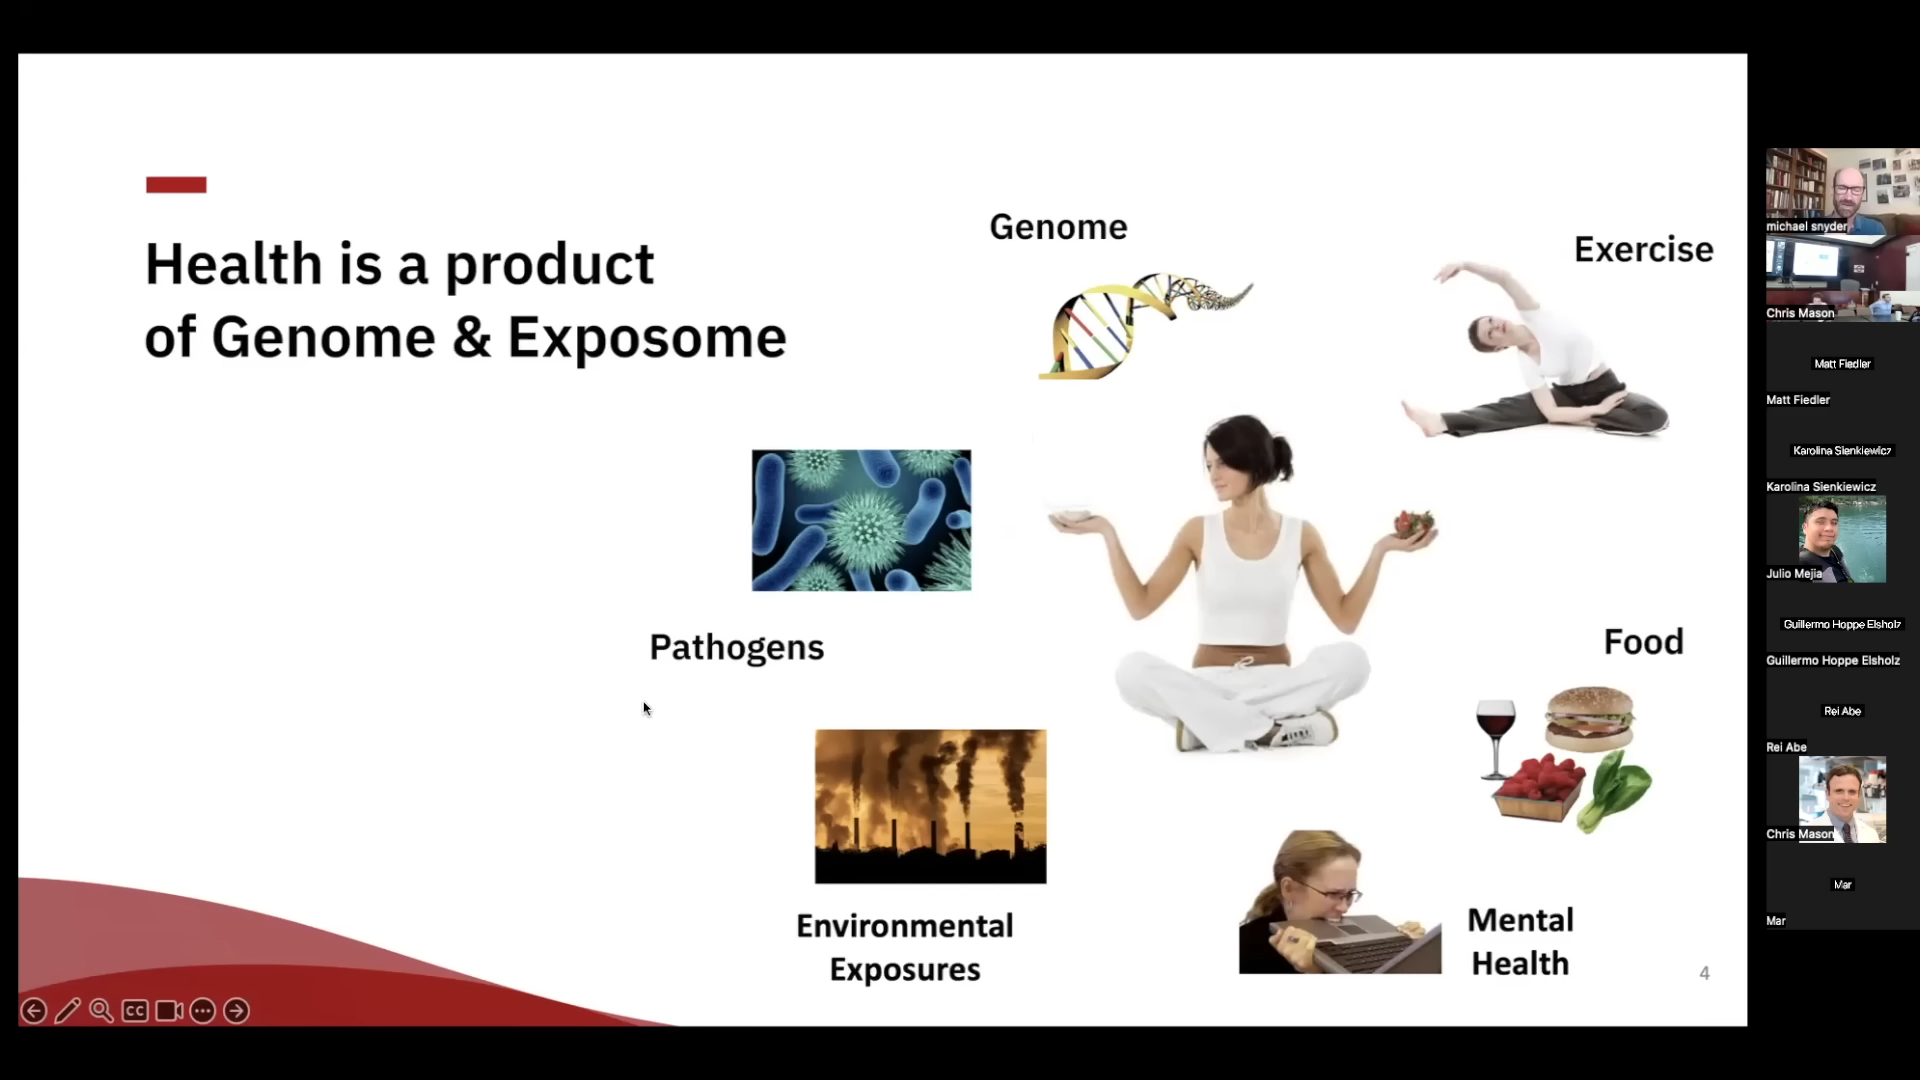 Health is a product
of Genome & Exposome
Genome
Exercise
Pathogens
Food
Environmental
Exposures
Mental
Health
4
CC
michael snyder
Chris Mason
Matt Fiedler
Matt Fiedler
Karolina Sienkiewicz
Karolina Sienkiewicz
Julio Mejia
Guillermo Hoppe Elsholz
Guillermo Hoppe Elsholz
Rei Abe
Rei Abe
Chris Mason
Mar
Mar